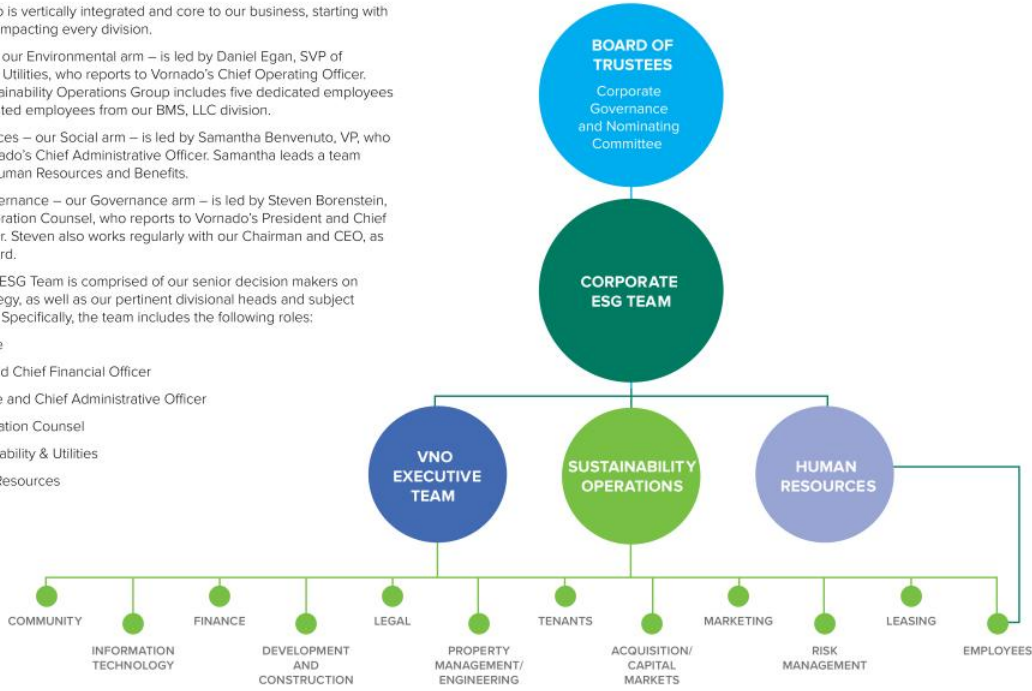 o is vertically integrated and core to our business, starting with
impacting every division.
our Environmental arm – is led by Daniel Egan, SVP of
Utilities, who reports to Vornado's Chief Operating Officer.
ainability Operations Group includes five dedicated employees
ted employees from our BMS, LLC division.
ces – our Social arm – is led by Samantha Benvenuto, VP, who
ado's Chief Administrative Officer. Samantha leads a team
uman Resources and Benefits.
ernance – our Governance arm – is led by Steven Borenstein,
oration Counsel, who reports to Vornado's President and Chief
r. Steven also works regularly with our Chairman and CEO, as
rd.
ESG Team is comprised of our senior decision makers on
egy, as well as our pertinent divisional heads and subject
Specifically, the team includes the following roles:
e
d Chief Financial Officer
e and Chief Administrative Officer
ation Counsel
ability & Utilities
Resources
BOARD OF
TRUSTEES
Corporate
Governance
and Nominating
Committee
CORPORATE
ESG TEAM
VNO
EXECUTIVE
TEAM
SUSTAINABILITY
OPERATIONS
HUMAN
RESOURCES
COMMUNITY
INFORMATION
TECHNOLOGY
FINANCE
DEVELOPMENT
AND
CONSTRUCTION
LEGAL
PROPERTY
MANAGEMENT/
ENGINEERING
TENANTS
ACQUISITION/
CAPITAL
MARKETS
MARKETING
RISK
MANAGEMENT
LEASING
EMPLOYEES